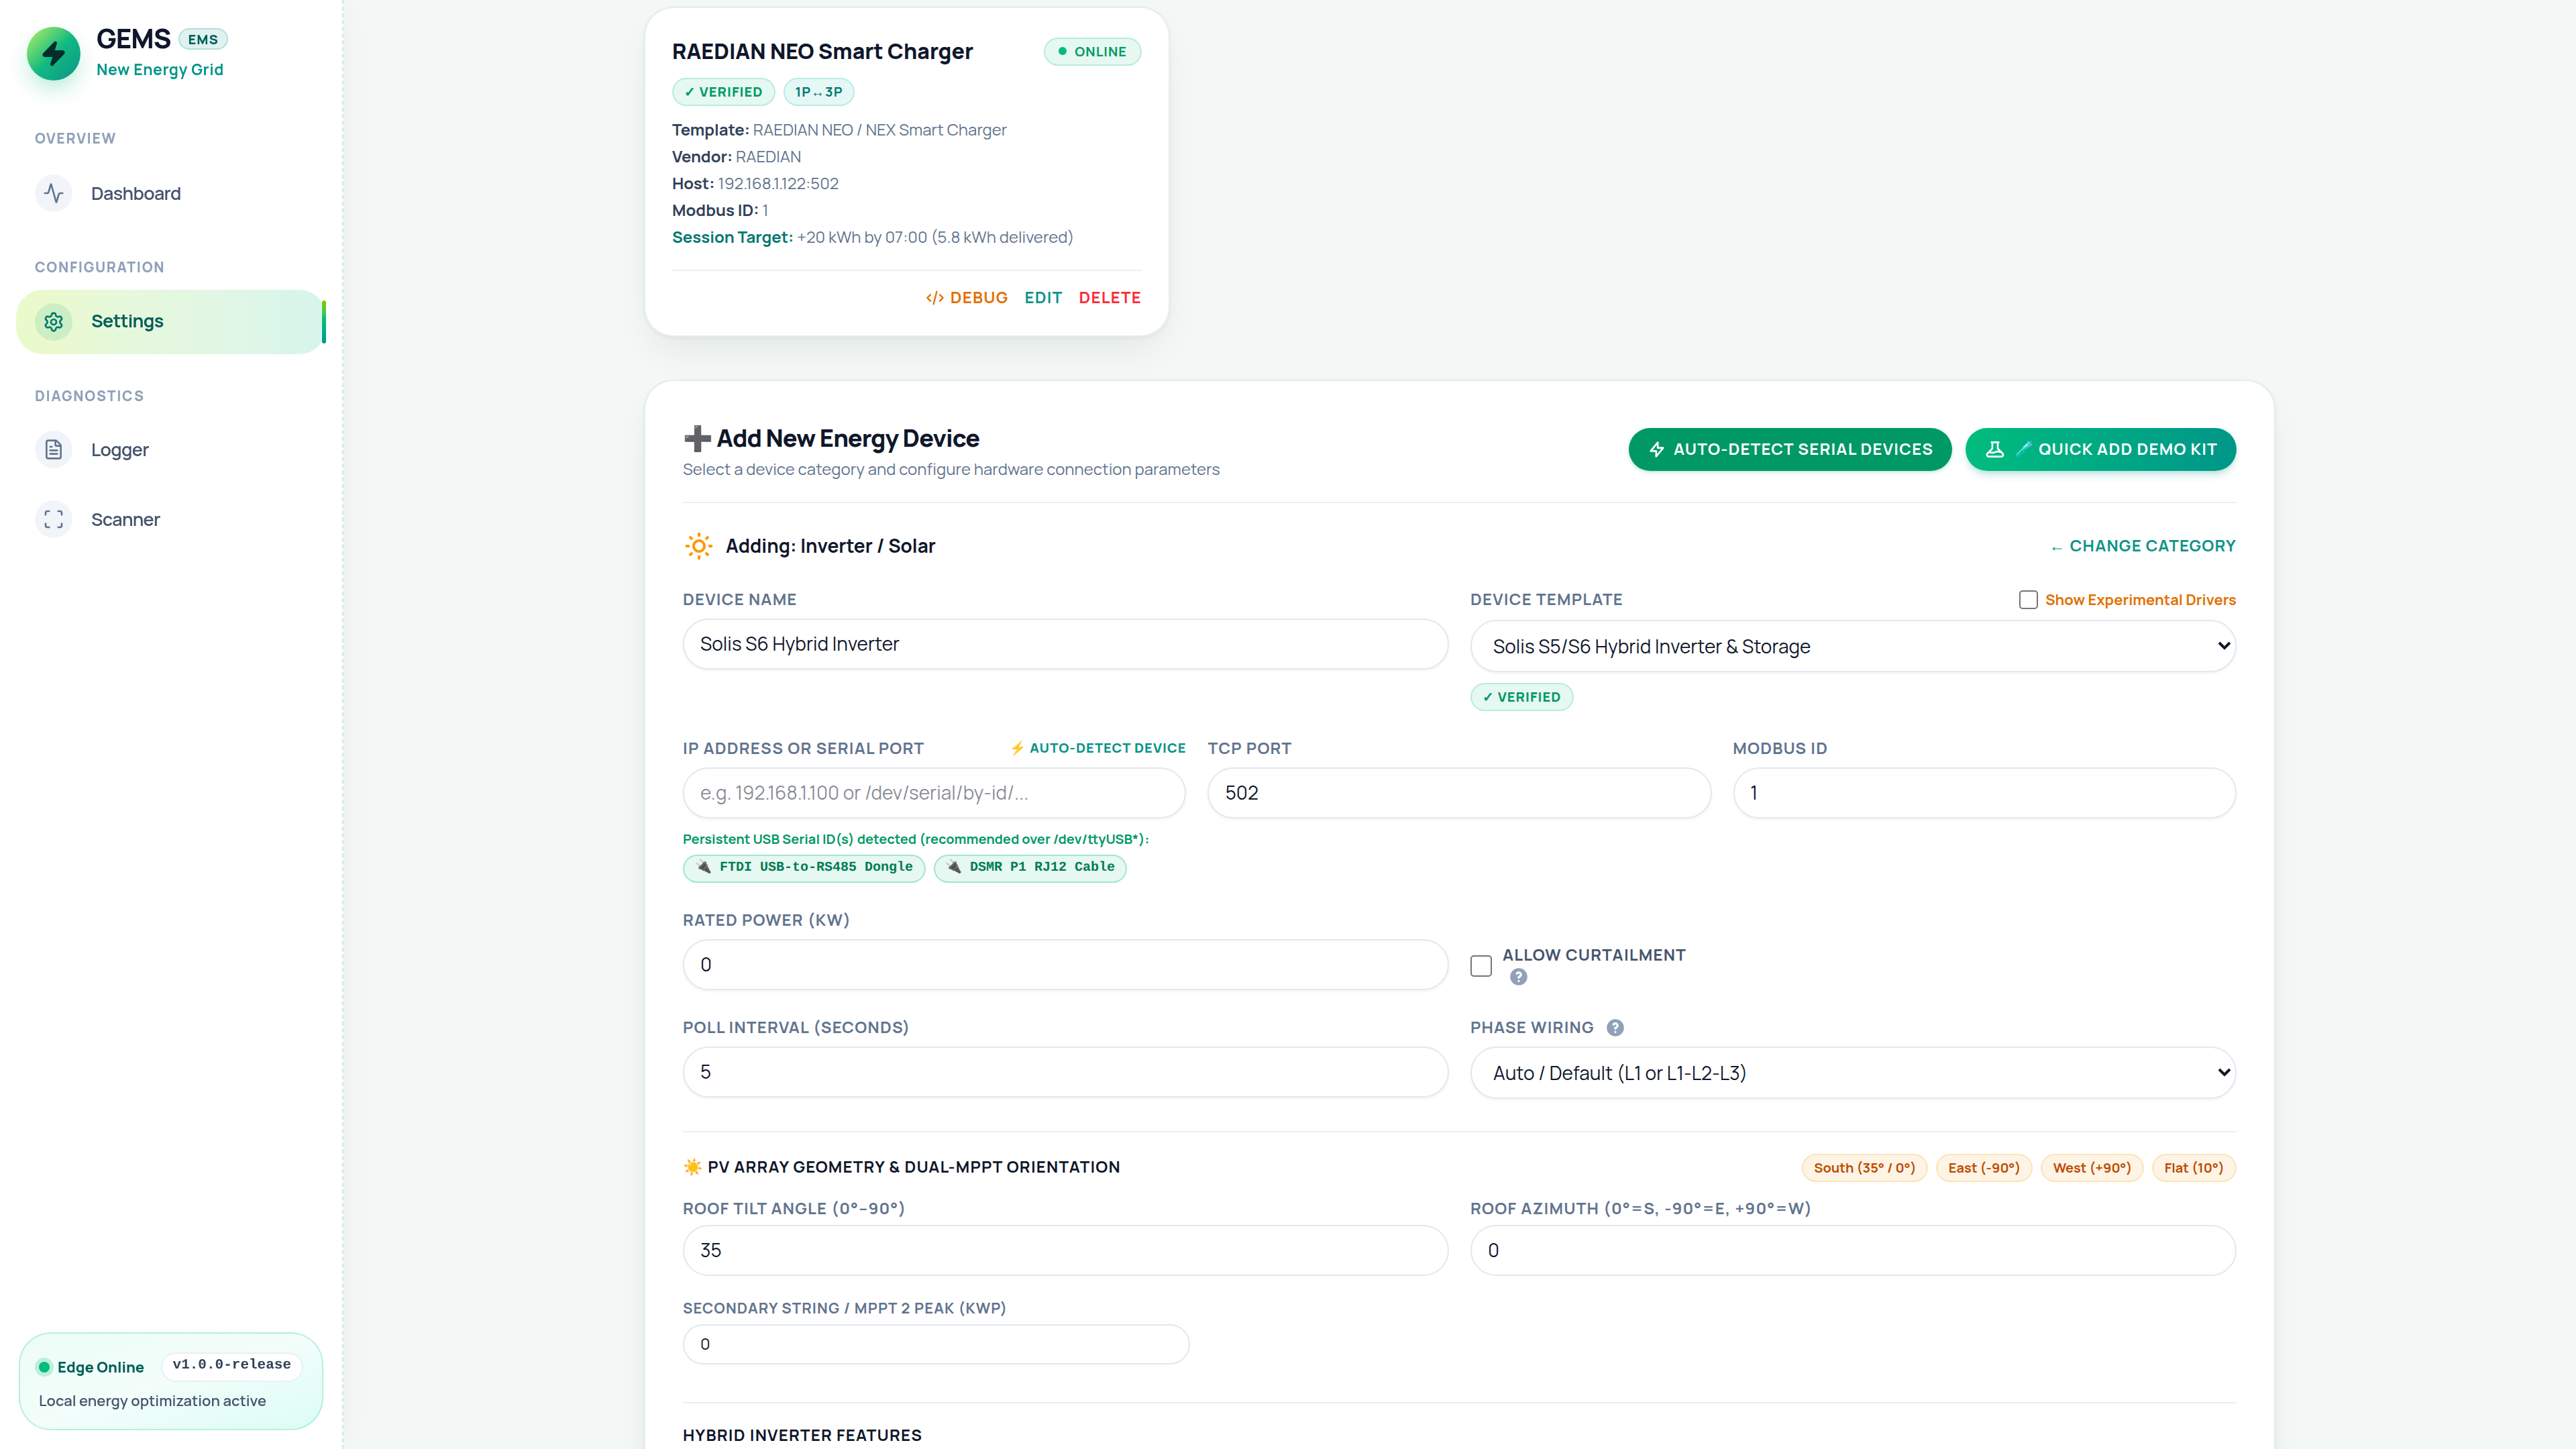 GEMS EMS
New Energy Grid
OVERVIEW
Dashboard
CONFIGURATION
Settings
DIAGNOSTICS
Logger
Scanner
Edge Online v1.0.0-release
Local energy optimization active
RAEDIAN NEO Smart Charger ONLINE
✓ VERIFIED 1P↔3P
Template: RAEDIAN NEO / NEX Smart Charger
Vendor: RAEDIAN
Host: 192.168.1.122:502
Modbus ID: 1
Session Target: +20 kWh by 07:00 (5.8 kWh delivered)
</> DEBUG EDIT DELETE
➕ Add New Energy Device
Select a device category and configure hardware connection parameters
AUTO-DETECT SERIAL DEVICES 🧪 QUICK ADD DEMO KIT
Adding: Inverter / Solar ← CHANGE CATEGORY
DEVICE NAME DEVICE TEMPLATE Show Experimental Drivers
Solis S6 Hybrid Inverter Solis S5/S6 Hybrid Inverter & Storage
✓ VERIFIED
IP ADDRESS OR SERIAL PORT ⚡ AUTO-DETECT DEVICE TCP PORT MODBUS ID
e.g. 192.168.1.100 or /dev/serial/by-id/... 502 1
Persistent USB Serial ID(s) detected (recommended over /dev/ttyUSB*):
🔌 FTDI USB-to-RS485 Dongle 🔌 DSMR P1 RJ12 Cable
RATED POWER (KW)
0 ALLOW CURTAILMENT
?
POLL INTERVAL (SECONDS) PHASE WIRING ?
5 Auto / Default (L1 or L1-L2-L3)
☀️ PV ARRAY GEOMETRY & DUAL-MPPT ORIENTATION South (35° / 0°) East (-90°) West (+90°) Flat (10°)
ROOF TILT ANGLE (0°–90°) ROOF AZIMUTH (0°=S, -90°=E, +90°=W)
35 0
SECONDARY STRING / MPPT 2 PEAK (KWP)
0
HYBRID INVERTER FEATURES